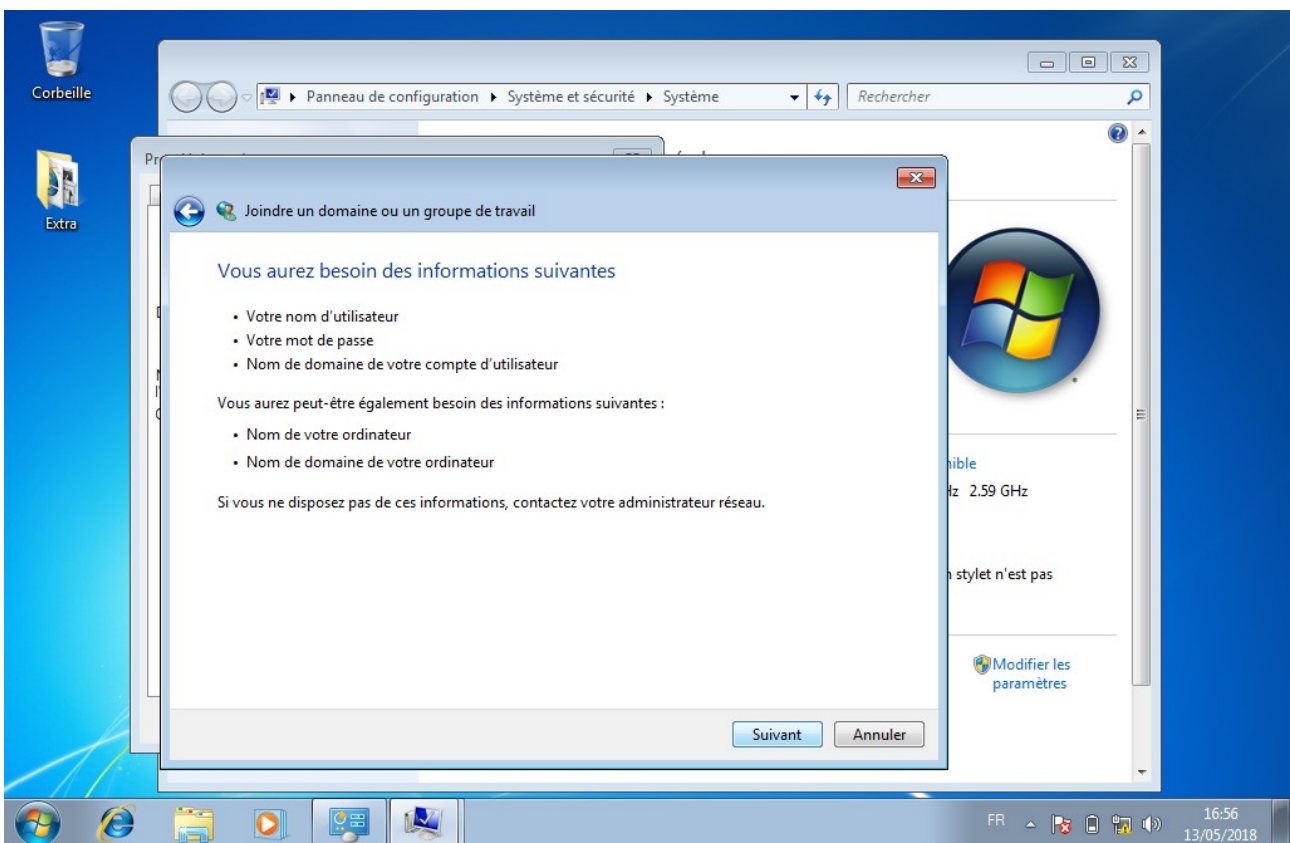 Corbeille
Extra
Panneau de configuration
Système et sécurité
Système
Rechercher
Joindre un domaine ou un groupe de travail
Vous aurez besoin des informations suivantes
• Votre nom d'utilisateur
• Votre mot de passe
• Nom de domaine de votre compte d'utilisateur
Vous aurez peut-être également besoin des informations suivantes :
• Nom de votre ordinateur
• Nom de domaine de votre ordinateur
Si vous ne disposez pas de ces informations, contactez votre administrateur réseau.
Suivant
Annuler
2.59 GHz
stylet n'est pas
Modifier les
paramètres
FR
16:56
13/05/2018